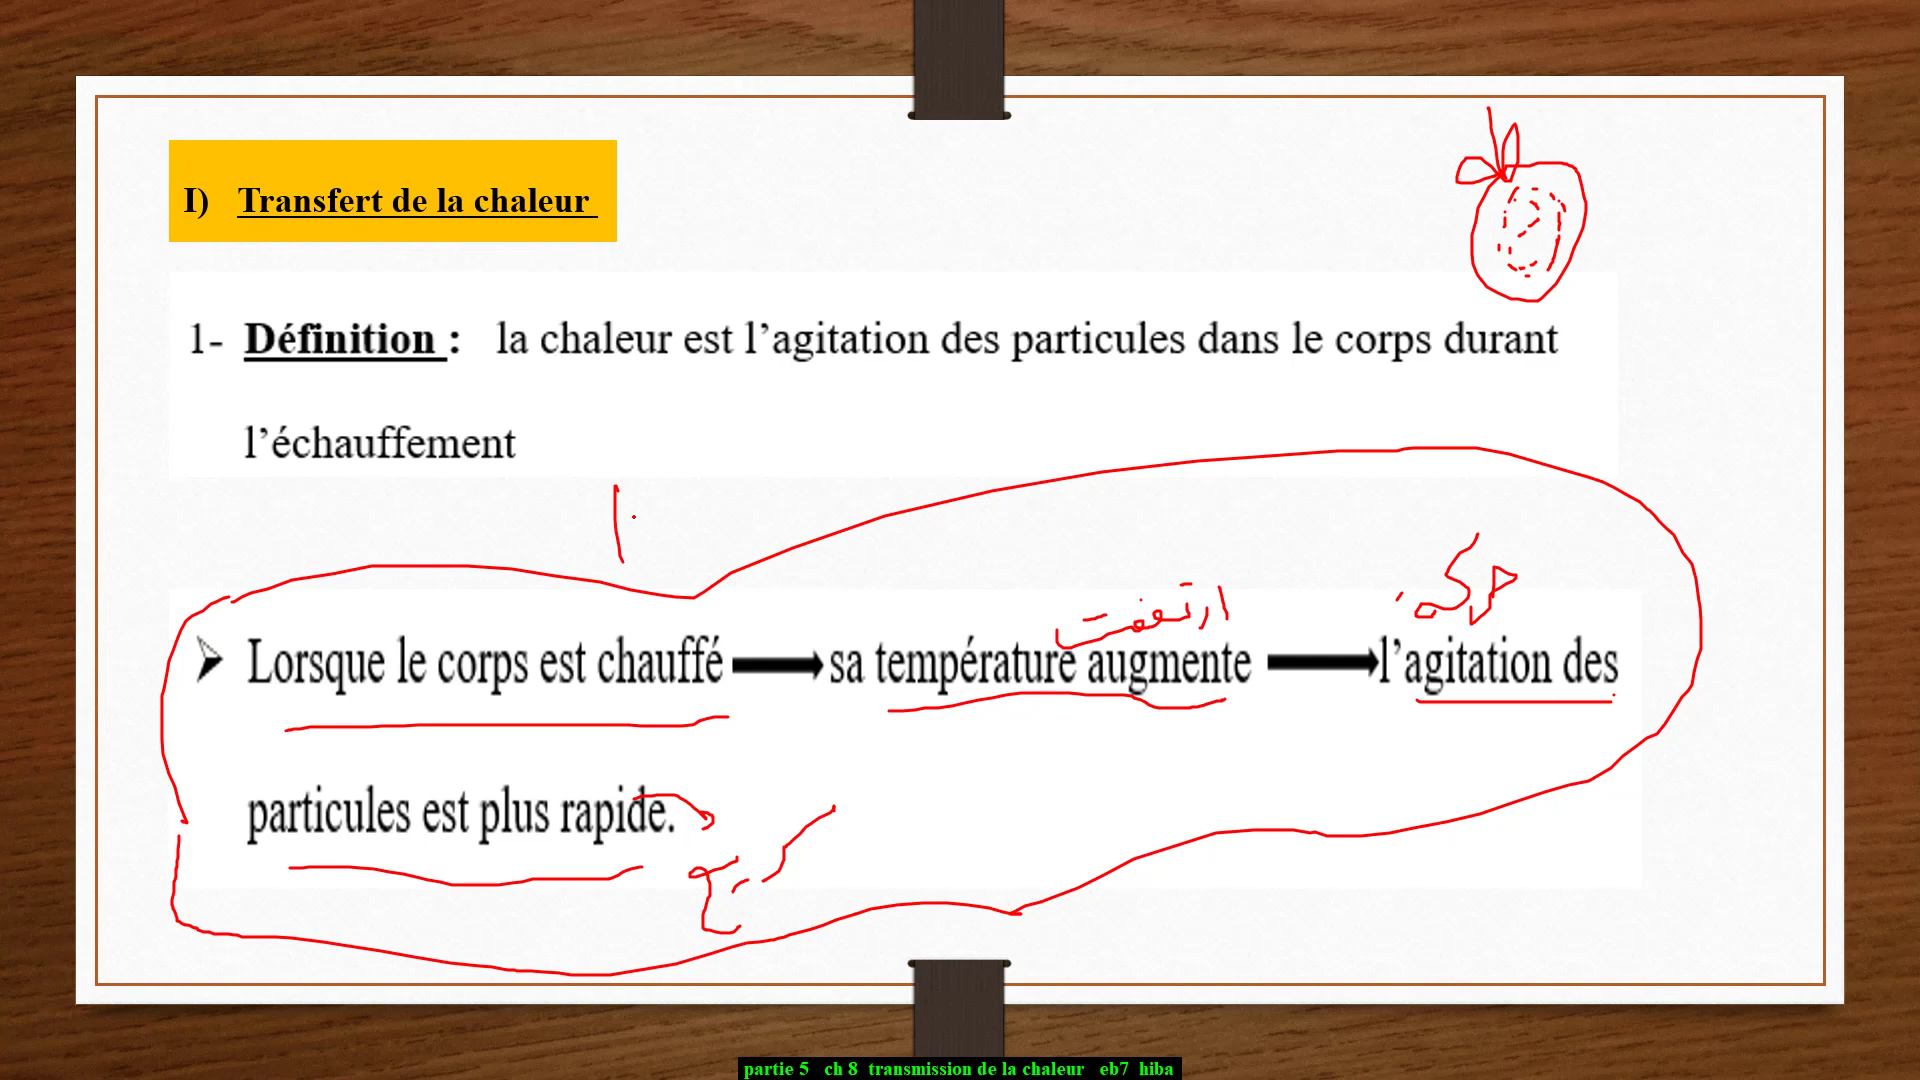 I) Transfert de la chaleur
1- Définition : la chaleur est l’agitation des particules dans le corps durant
l’échauffement
ارتفعت
➢ Lorsque le corps est chauffé ➡ sa température augmente ➡ l’agitation des
particules est plus rapide.
partie 5 ch 8 transmission de la chaleur eb7 hiba